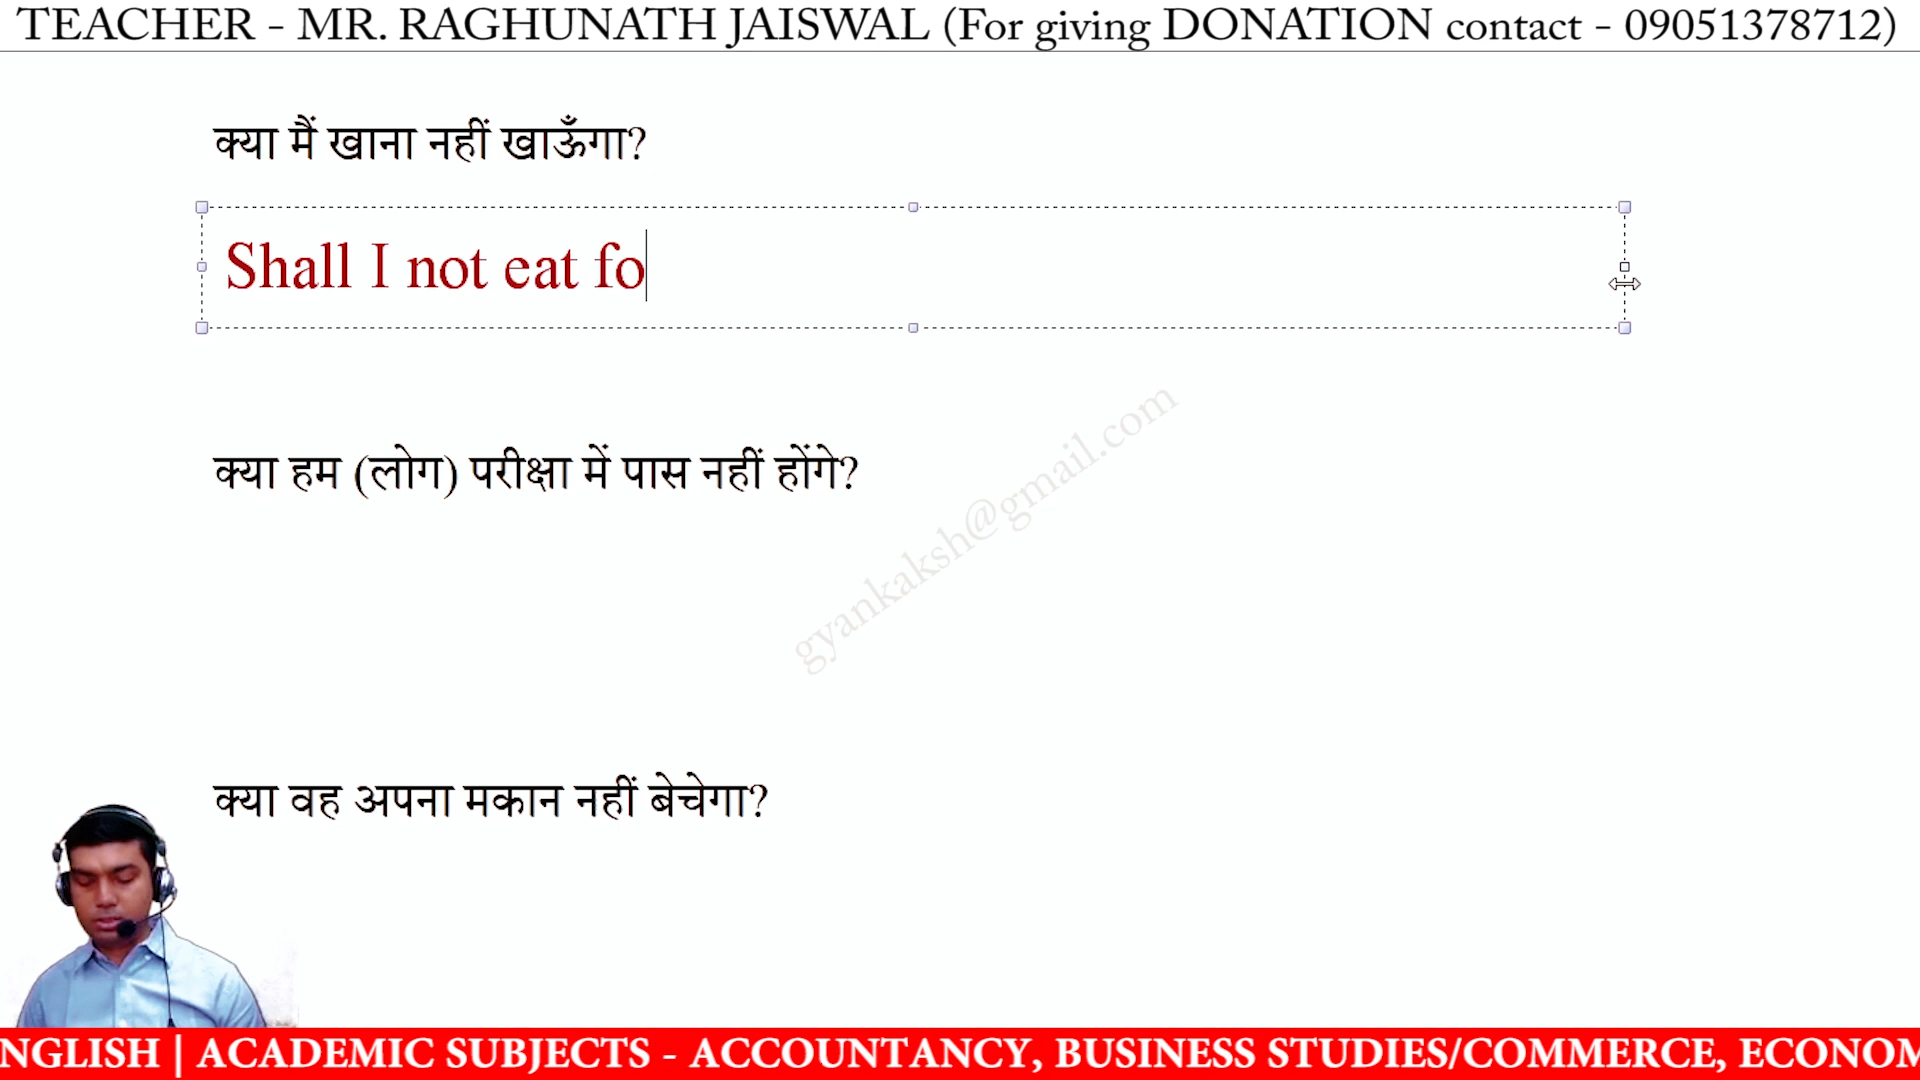 TEACHER - MR. RAGHUNATH JAISWAL (For giving DONATION contact - 09051378712)
क्या मैं खाना नहीं खाऊँगा?
Shall I not eat fo
क्या हम (लोग) परीक्षा में पास नहीं होंगे?
gyankaksh@gmail.com
क्या वह अपना मकान नहीं बेचेगा?
NGLISH | ACADEMIC SUBJECTS - ACCOUNTANCY, BUSINESS STUDIES/COMMERCE, ECONOM